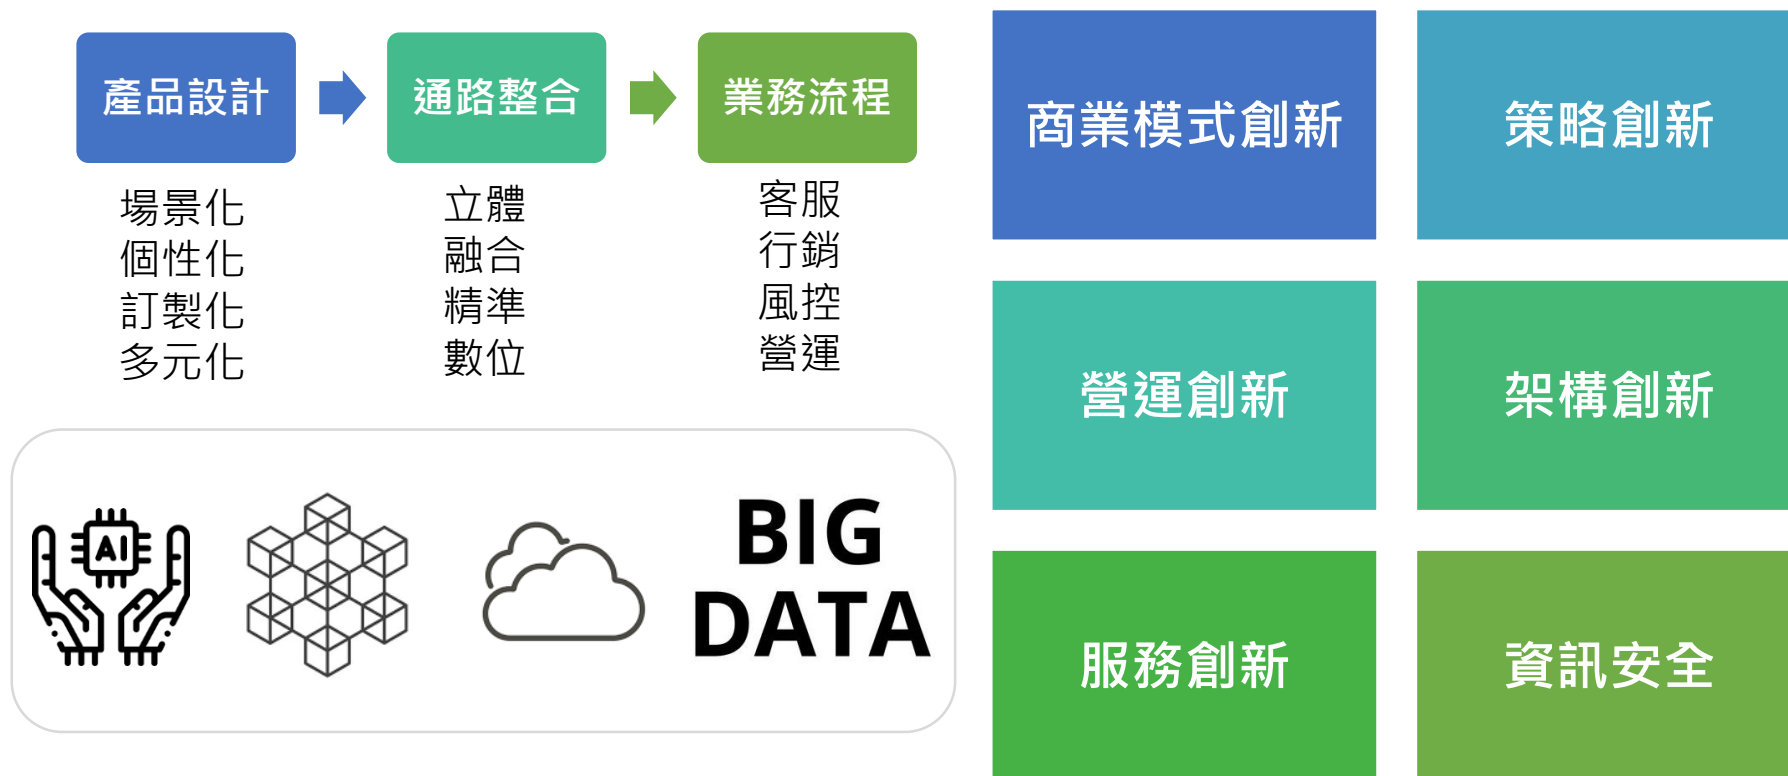 產品設計
通路整合
業務流程
場景化
個性化
訂製化
多元化
立體
融合
精準
數位
客服
行銷
風控
營運
AI
BIG
DATA
商業模式創新
策略創新
營運創新
架構創新
服務創新
資訊安全